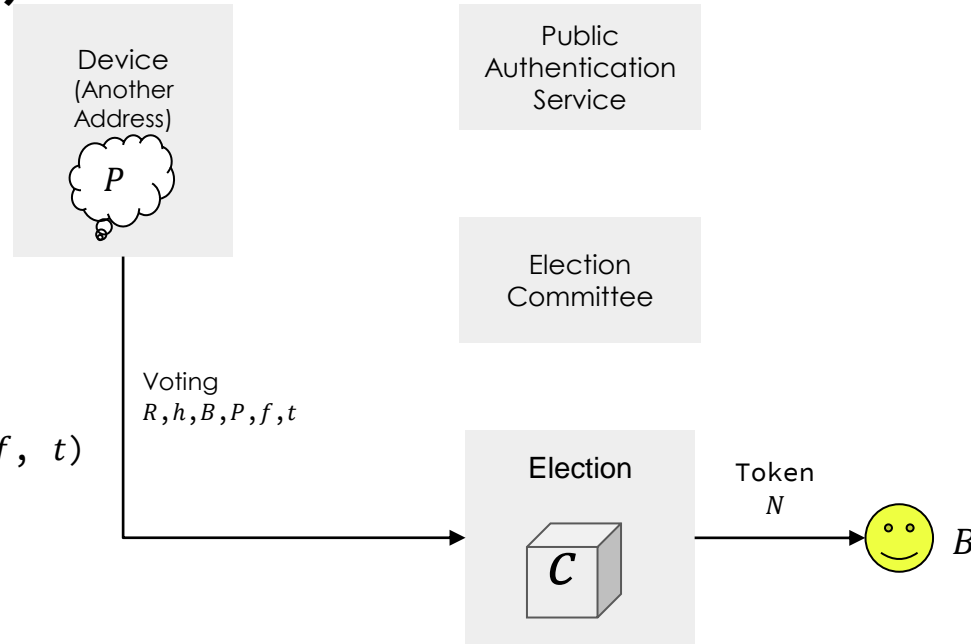 Device
(Another
Address)
P
Public
Authentication
Service
Election
Committee
Voting
R,h,B,P,f,t
f, t)
Election
C
Token
N
B